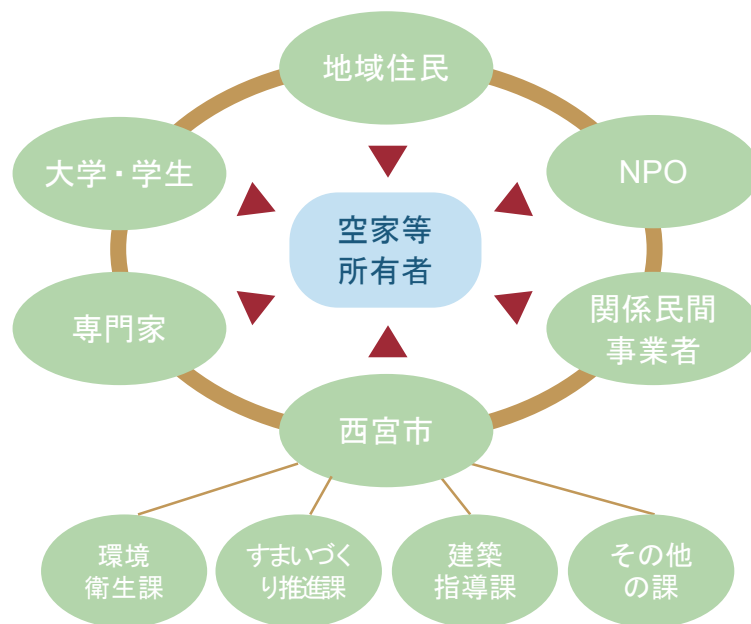 地域住民
大学・学生
NPO
空家等
所有者
専門家
関係民間
事業者
西宮市
環境
衛生課
すまいづく
り推進課
建築
指導課
その他
の課